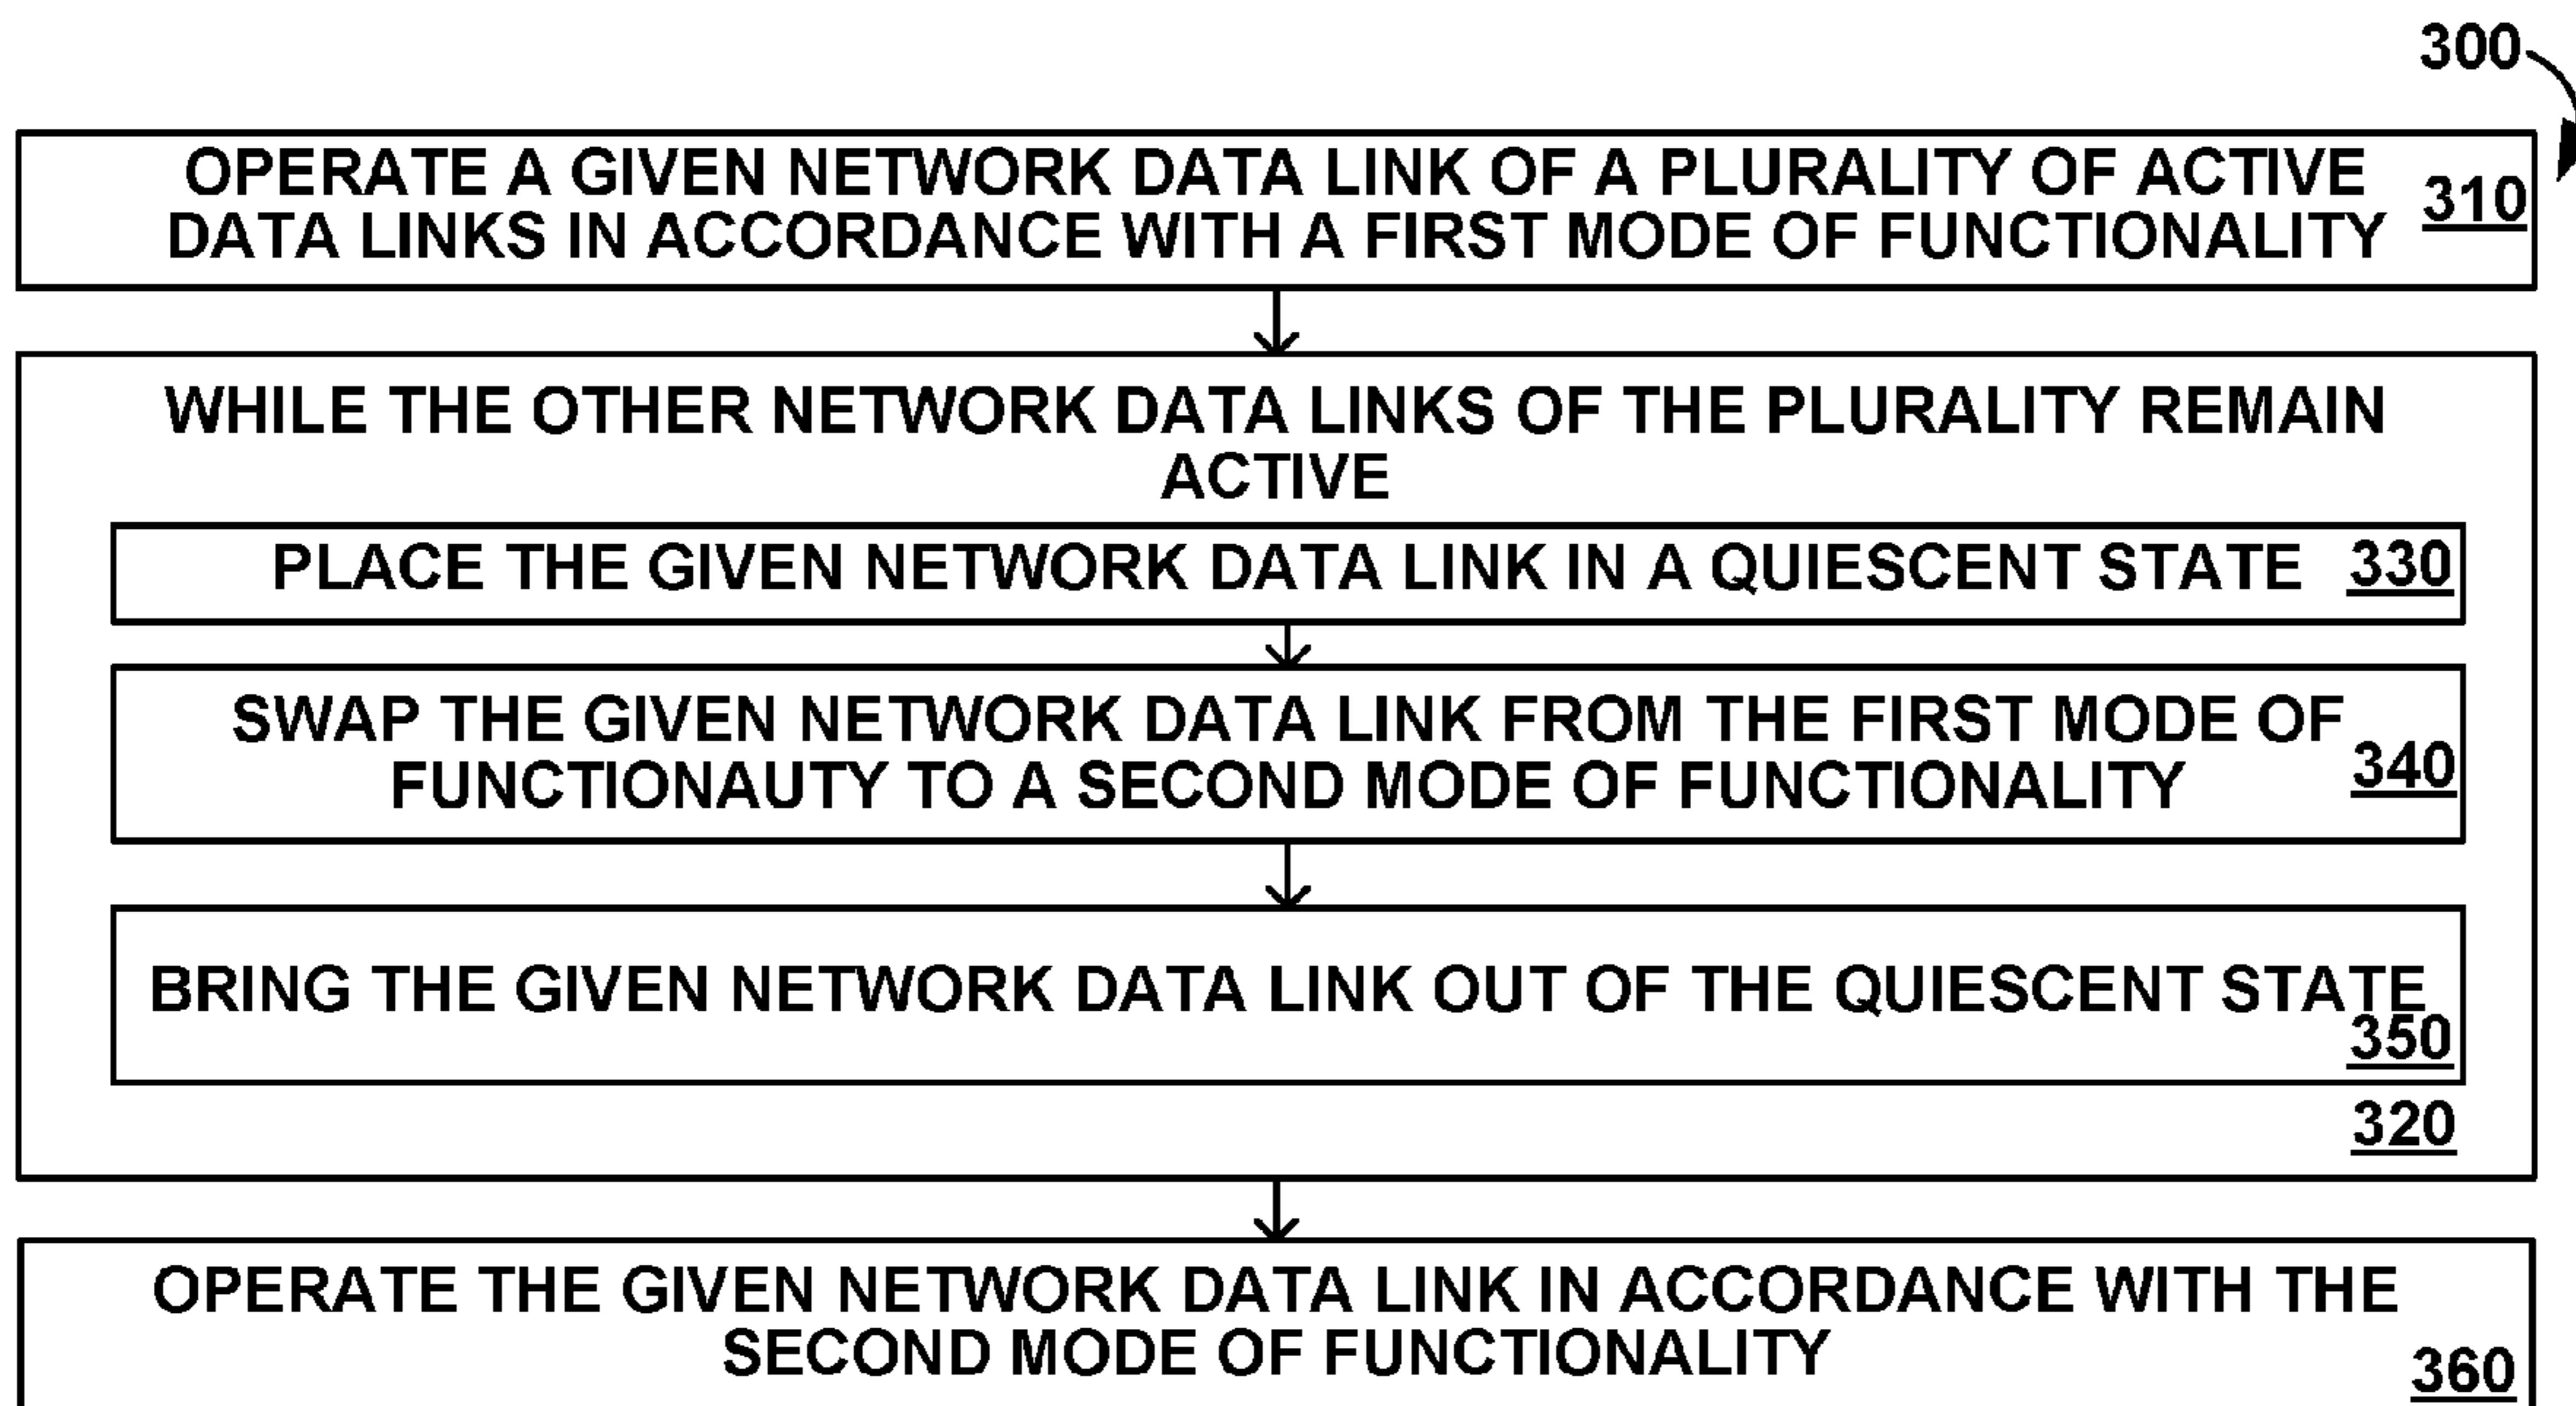 300
OPERATE A GIVEN NETWORK DATA LINK OF A PLURALITY OF ACTIVE
DATA LINKS IN ACCORDANCE WITH A FIRST MODE OF FUNCTIONALITY
310
WHILE THE OTHER NETWORK DATA LINKS OF THE PLURALITY REMAIN
ACTIVE
PLACE THE GIVEN NETWORK DATA LINK IN A QUIESCENT STATE 330
SWAP THE GIVEN NETWORK DATA LINK FROM THE FIRST MODE OF
FUNCTIONAUTY TO A SECOND MODE OF FUNCTIONALITY
340
BRING THE GIVEN NETWORK DATA LINK OUT OF THE QUIESCENT STATE
350
320
OPERATE THE GIVEN NETWORK DATA LINK IN ACCORDANCE WITH THE
SECOND MODE OF FUNCTIONALITY
360